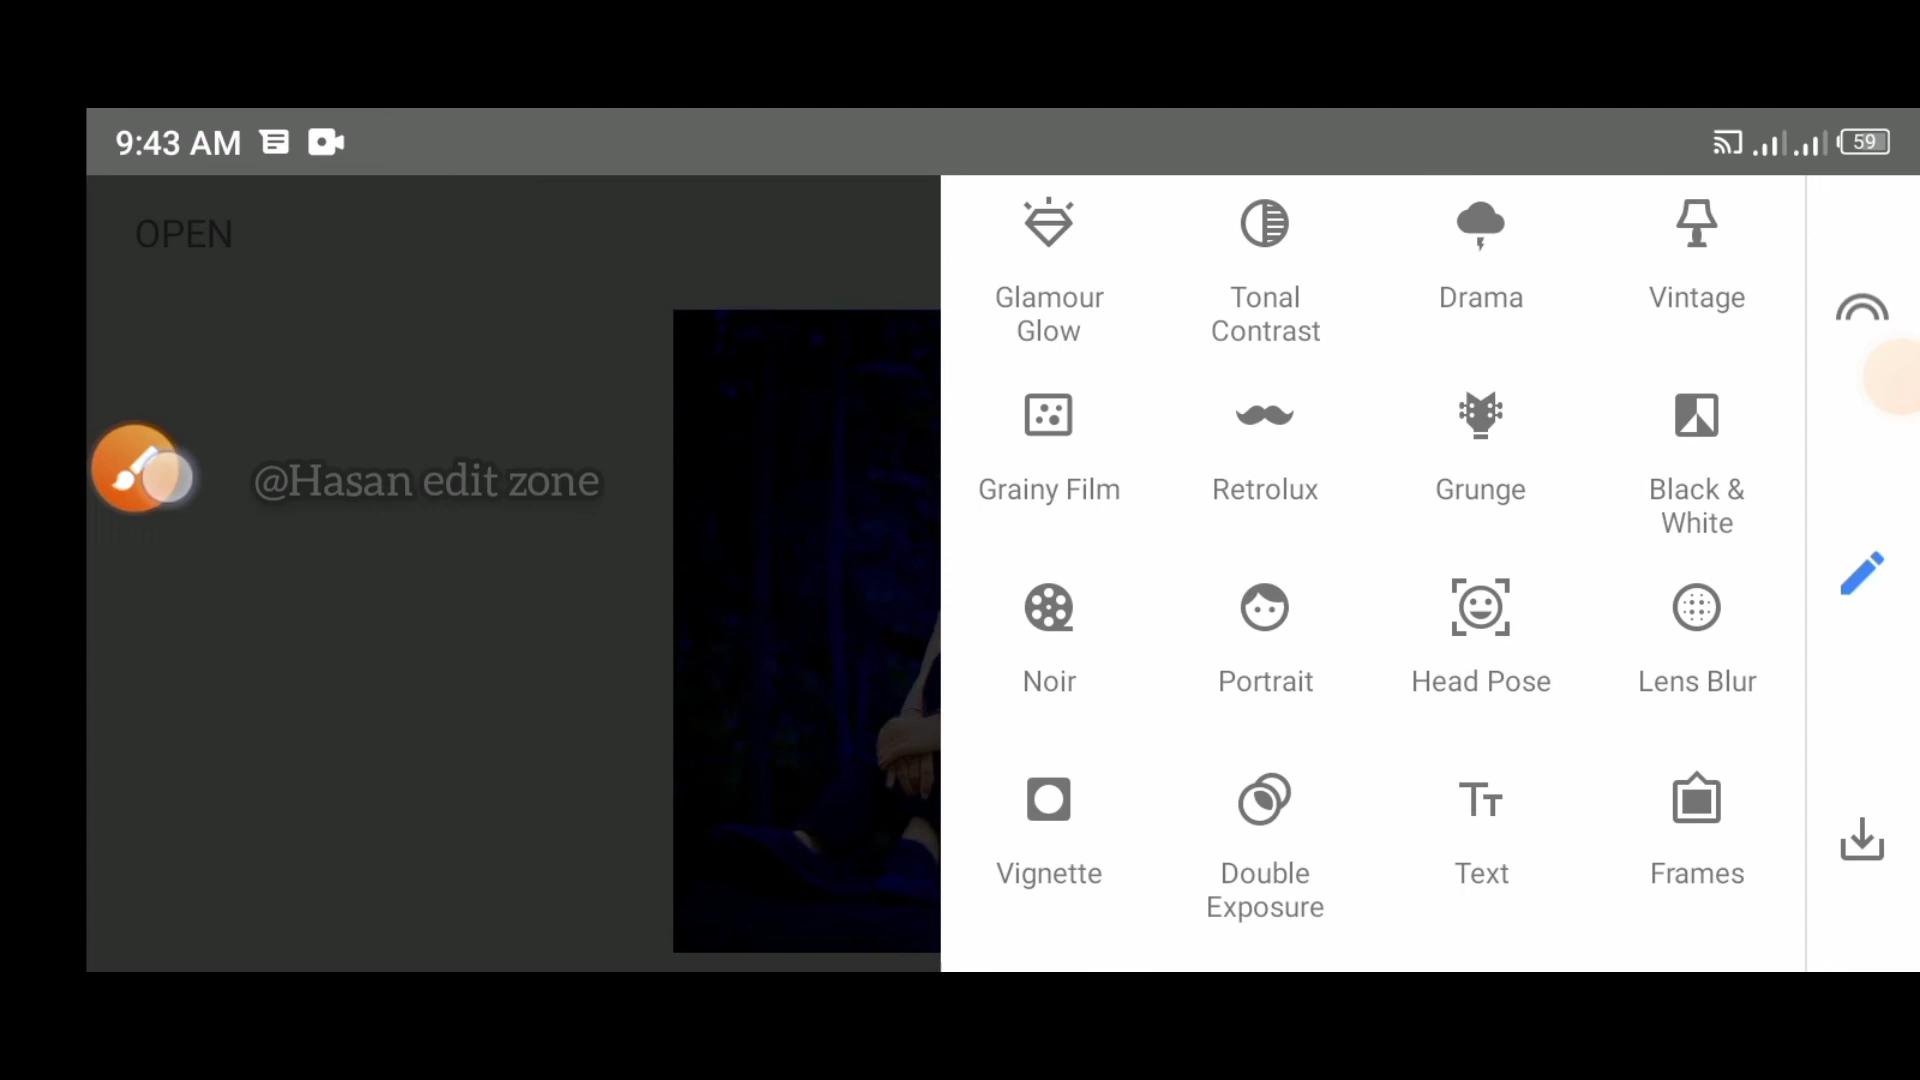 9:43 AM
59
OPEN
@Hasan edit zone
Glamour
Glow
Tonal
Contrast
Drama
Vintage
Grainy Film
Retrolux
Grunge
Black &
White
Noir
Portrait
Head Pose
Lens Blur
Vignette
Double
Exposure
Text
Frames